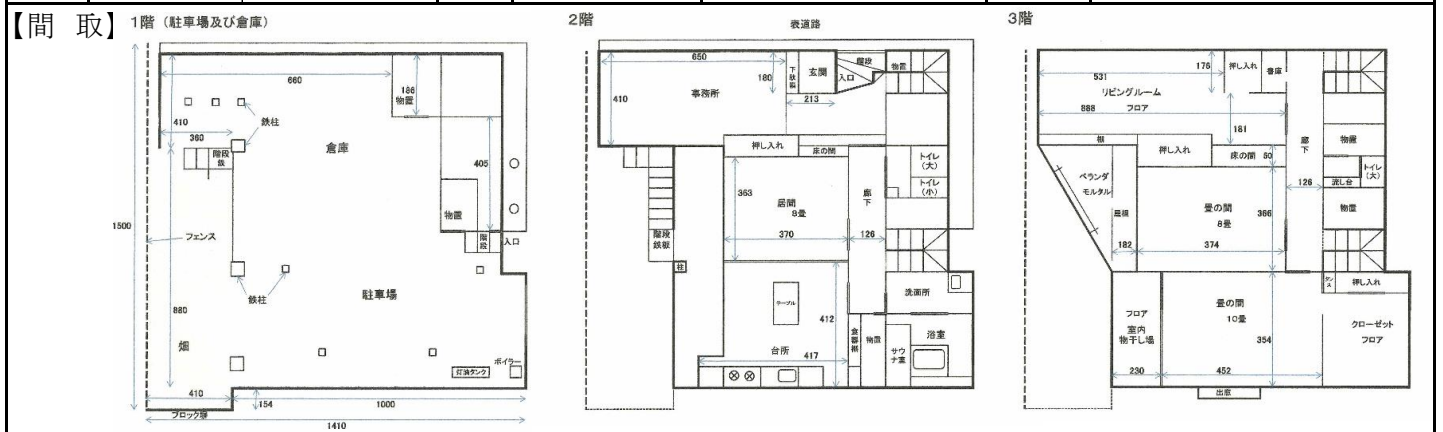 【間 取】
1階（駐車場及び倉庫）
660
186
物置
410
鉄柱
360
階段
鉄
倉庫
405
物置
1500
フェンス
階段
入口
鉄柱
駐車場
880
畑
灯油タンク
ボイラー
410
154
1000
ブロック塀
1410
2階
表道路
650
180
下駄箱
玄関
階段
入口
物置
410
事務所
213
押し入れ
床の間
トイレ
（大）
トイレ
（小）
363
居間
8畳
廊下
階段
鉄板
370
126
柱
洗面所
テーブル
412
台所
417
食器棚
物置
サウナ室
浴室
3階
176
押し入れ
書庫
531
リビングルーム
888
フロア
181
棚
押し入れ
床の間
50
廊下
物置
トイレ
（大）
ベランダ
モルタル
126
流し台
屋根
畳の間
8畳
366
物置
182
374
タンス
押し入れ
フロア
室内
物干し場
畳の間
10畳
354
クローゼット
フロア
230
452
出窓